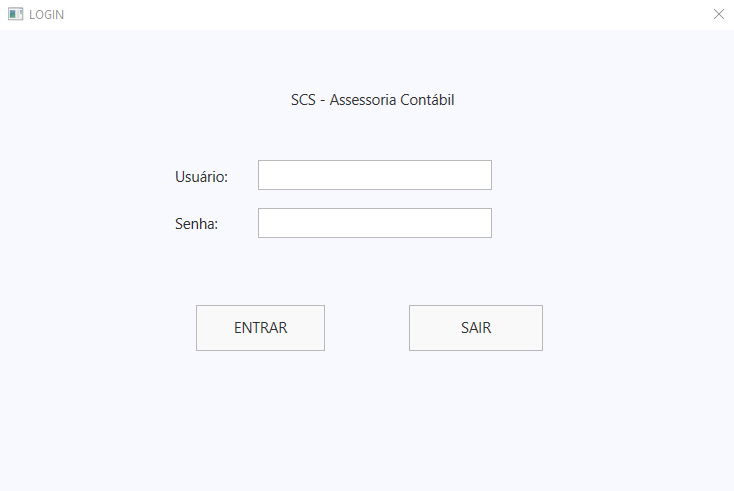 LOGIN
SCS - Assessoria Contábil
Usuário:
Senha:
ENTRAR
SAIR